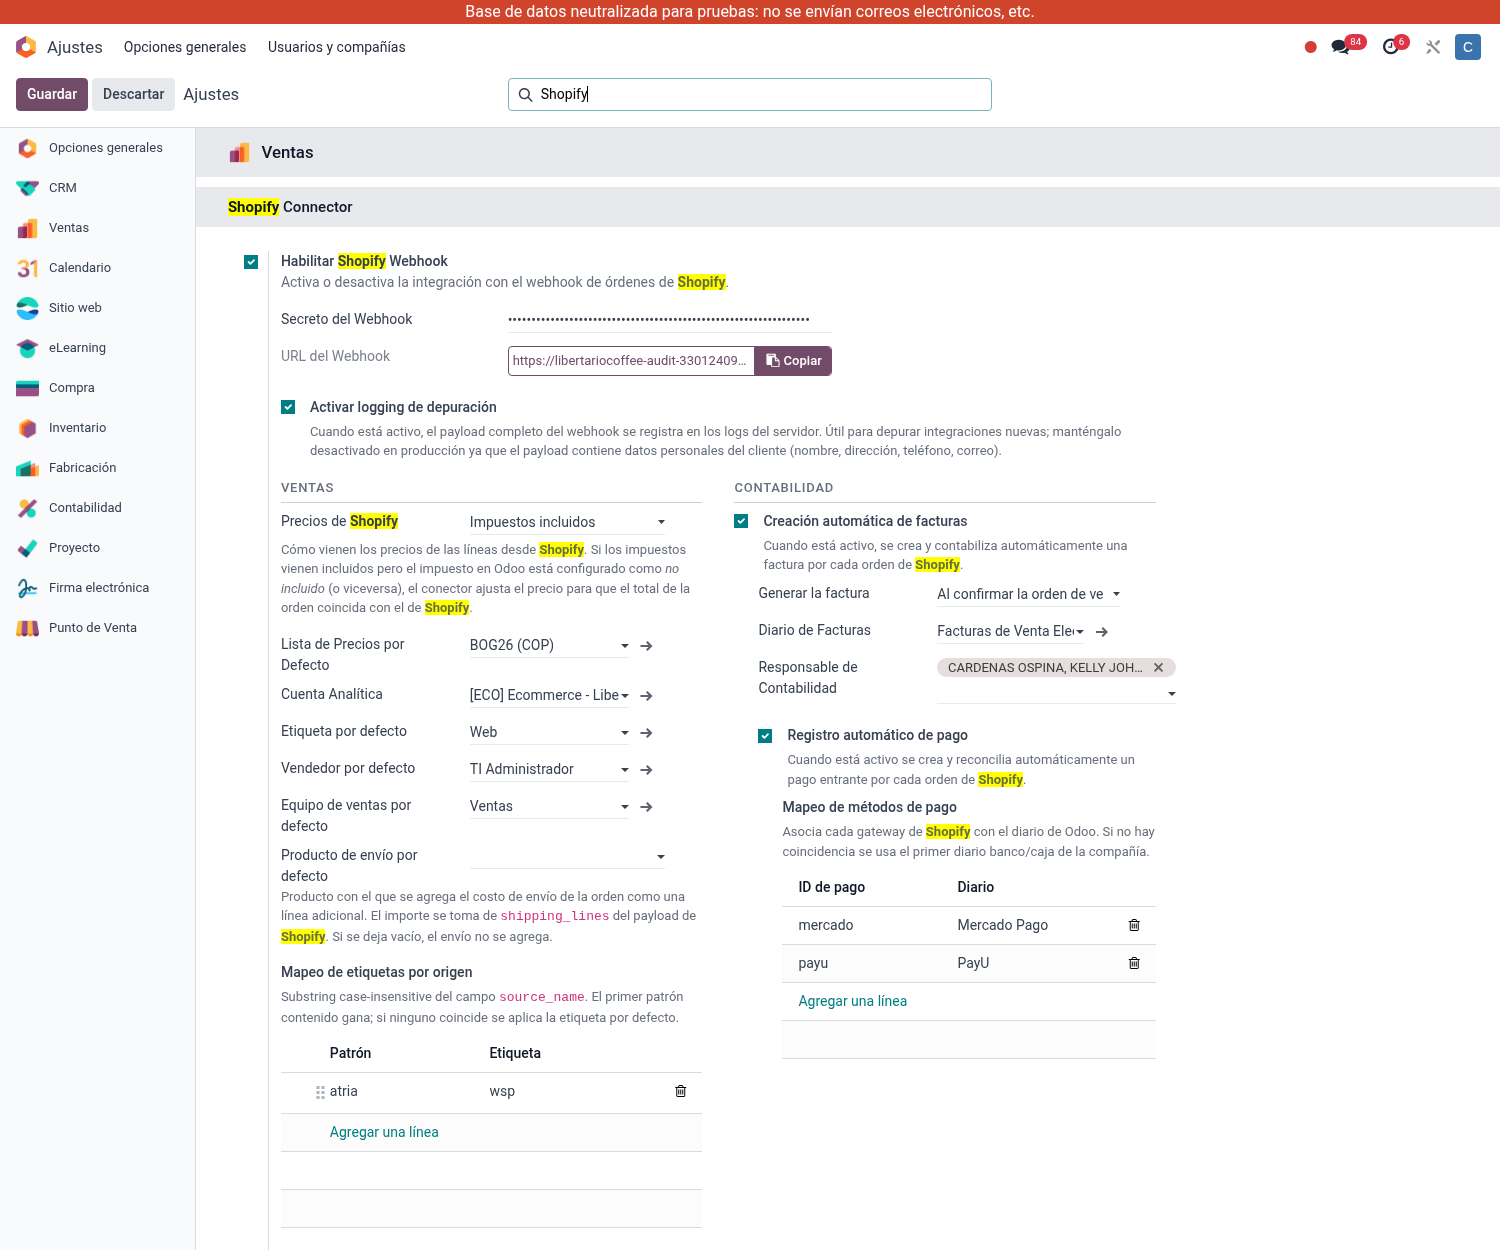 Base de datos neutralizada para pruebas: no se envían correos electrónicos, etc.
Ajustes
Opciones generales
Usuarios y compañías
84
6
C
Guardar
Descartar
Ajustes
Shopify
Opciones generales
CRM
Ventas
Calendario
Sitio web
eLearning
Compra
Inventario
Fabricación
Contabilidad
Proyecto
Firma electrónica
Punto de Venta
Ventas
Shopify Connector
Habilitar Shopify Webhook
Activa o desactiva la integración con el webhook de órdenes de Shopify.
Secreto del Webhook
URL del Webhook
https://libertariocoffee-audit-33012409...
Copiar
Activar logging de depuración
Cuando está activo, el payload completo del webhook se registra en los logs del servidor. Útil para depurar integraciones nuevas; manténgalo
desactivado en producción ya que el payload contiene datos personales del cliente (nombre, dirección, teléfono, correo).
VENTAS
Precios de Shopify
Impuestos incluidos
Cómo vienen los precios de las líneas desde Shopify. Si los impuestos
vienen incluidos pero el impuesto en Odoo está configurado como no
incluido (o viceversa), el conector ajusta el precio para que el total de la
orden coincida con el de Shopify.
Lista de Precios por
Defecto
BOG26 (COP)
Cuenta Analítica
[ECO] Ecommerce - Libe
Etiqueta por defecto
Web
Vendedor por defecto
TI Administrador
Equipo de ventas por
defecto
Ventas
Producto de envío por
defecto
Producto con el que se agrega el costo de envío de la orden como una
línea adicional. El importe se toma de shipping_lines del payload de
Shopify. Si se deja vacío, el envío no se agrega.
Mapeo de etiquetas por origen
Substring case-insensitive del campo source_name. El primer patrón
contenido gana; si ninguno coincide se aplica la etiqueta por defecto.
Patrón
Etiqueta
atria
wsp
Agregar una línea
CONTABILIDAD
Creación automática de facturas
Cuando está activo, se crea y contabiliza automáticamente una
factura por cada orden de Shopify.
Generar la factura
Al confirmar la orden de ve
Diario de Facturas
Facturas de Venta Ele
Responsable de
Contabilidad
CARDENAS OSPINA, KELLY JOH...
Registro automático de pago
Cuando está activo se crea y reconcilia automáticamente un
pago entrante por cada orden de Shopify.
Mapeo de métodos de pago
Asocia cada gateway de Shopify con el diario de Odoo. Si no hay
coincidencia se usa el primer diario banco/caja de la compañía.
ID de pago
Diario
mercado
Mercado Pago
payu
PayU
Agregar una línea